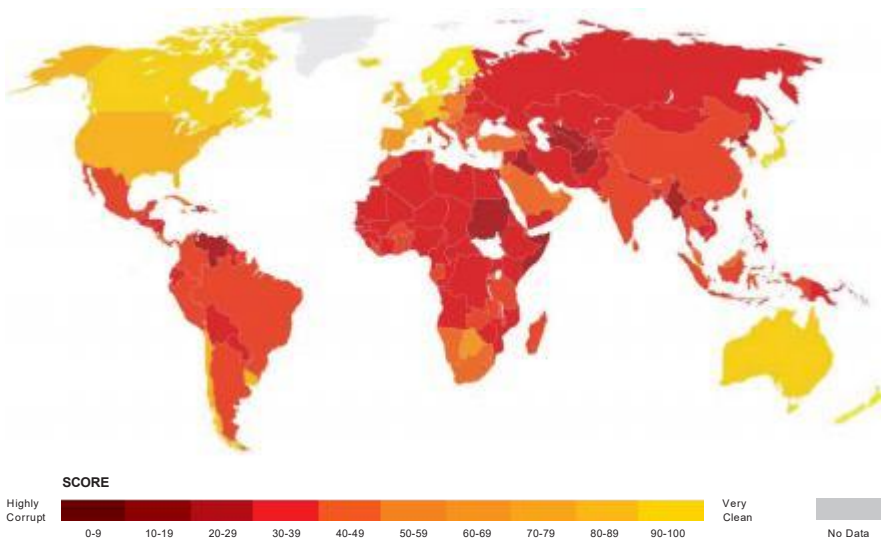 SCORE
Highly
Corrupt
Very
Clean
0-9 10-19 20-29 30-39 40-49 50-59 60-69 70-79 80-89 90-100 No Data